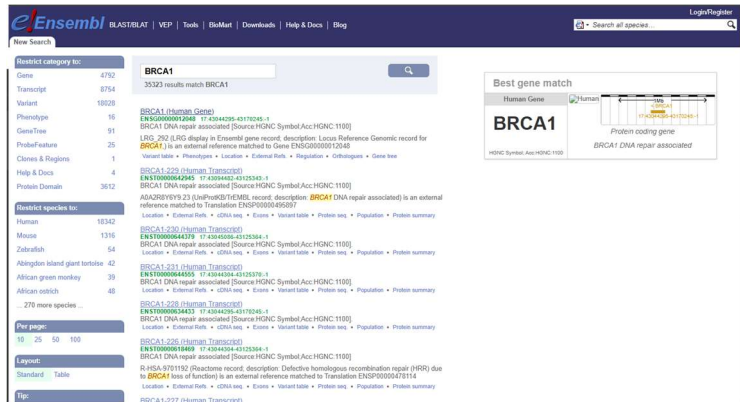 Login/Register
e!Ensembl BLAST/BLAT | VEP | Tools | BioMart | Downloads | Help & Docs | Blog
Search all species...
New Search
Restrict category to:
Gene 4792
Transcript 8754
Variant 18028
Phenotype 16
GeneTree 91
ProbeFeature 25
Clones & Regions 1
Help & Docs 4
Protein Domain 3612
Restrict species to:
Human 18342
Mouse 1316
Zebrafish 54
Abingdon island giant tortoise 42
African green monkey 39
African ostrich 48
... 270 more species ...
Per page:
10 25 50 100
Layout:
Standard Table
Tip:
BRCA1
35323 results match BRCA1
BRCA1 (Human Gene)
ENSG00000012048 17:43044295-43170245:-1
BRCA1 DNA repair associated [Source:HGNC Symbol;Acc:HGNC:1100]
LRG_292 (LRG display in Ensembl gene record; description: Locus Reference Genomic record for
BRCA1,) is an external reference matched to Gene ENSG00000012048
Variant table • Phenotypes • Location • External Refs. • Regulation • Orthologues • Gene tree
BRCA1-229 (Human Transcript)
ENST00000642945 17:43094482-43125343:-1
BRCA1 DNA repair associated [Source:HGNC Symbol;Acc:HGNC:1100].
A0A2R8Y6Y9.23 (UniProtKB/TrEMBL record; description: BRCA1 DNA repair associated) is an external
reference matched to Translation ENSP00000495897
Location • External Refs. • cDNA seq. • Exons • Variant table • Protein seq. • Population • Protein summary
BRCA1-230 (Human Transcript)
ENST00000644379 17:43045086-43125364:-1
BRCA1 DNA repair associated [Source:HGNC Symbol;Acc:HGNC:1100].
Location • External Refs. • cDNA seq. • Exons • Variant table • Protein seq. • Population • Protein summary
BRCA1-231 (Human Transcript)
ENST00000644555 17:43044304-43125370:-1
BRCA1 DNA repair associated [Source:HGNC Symbol;Acc:HGNC:1100].
Location • External Refs. • cDNA seq. • Exons • Variant table • Protein seq. • Population • Protein summary
BRCA1-228 (Human Transcript)
ENST00000634433 17:43044295-43170245:-1
BRCA1 DNA repair associated [Source:HGNC Symbol;Acc:HGNC:1100].
Location • External Refs. • cDNA seq. • Exons • Variant table • Protein seq. • Population • Protein summary
BRCA1-226 (Human Transcript)
ENST00000618469 17:43044304-43125364:-1
BRCA1 DNA repair associated [Source:HGNC Symbol;Acc:HGNC:1100]
R-HSA-9701192 (Reactome record; description: Defective homologous recombination repair (HRR) due
to BRCA1 loss of function) is an external reference matched to Translation ENSP00000478114
Location • External Refs. • cDNA seq. • Exons • Variant table • Protein seq. • Population • Protein summary
BRCA1-227 (Human Transcript)
Best gene match
Human Gene
BRCA1
HGNC Symbol; Acc:HGNC:1100
Human
1Mb
< BRCA1
17:43044295-43170245:-1
Protein coding gene
BRCA1 DNA repair associated